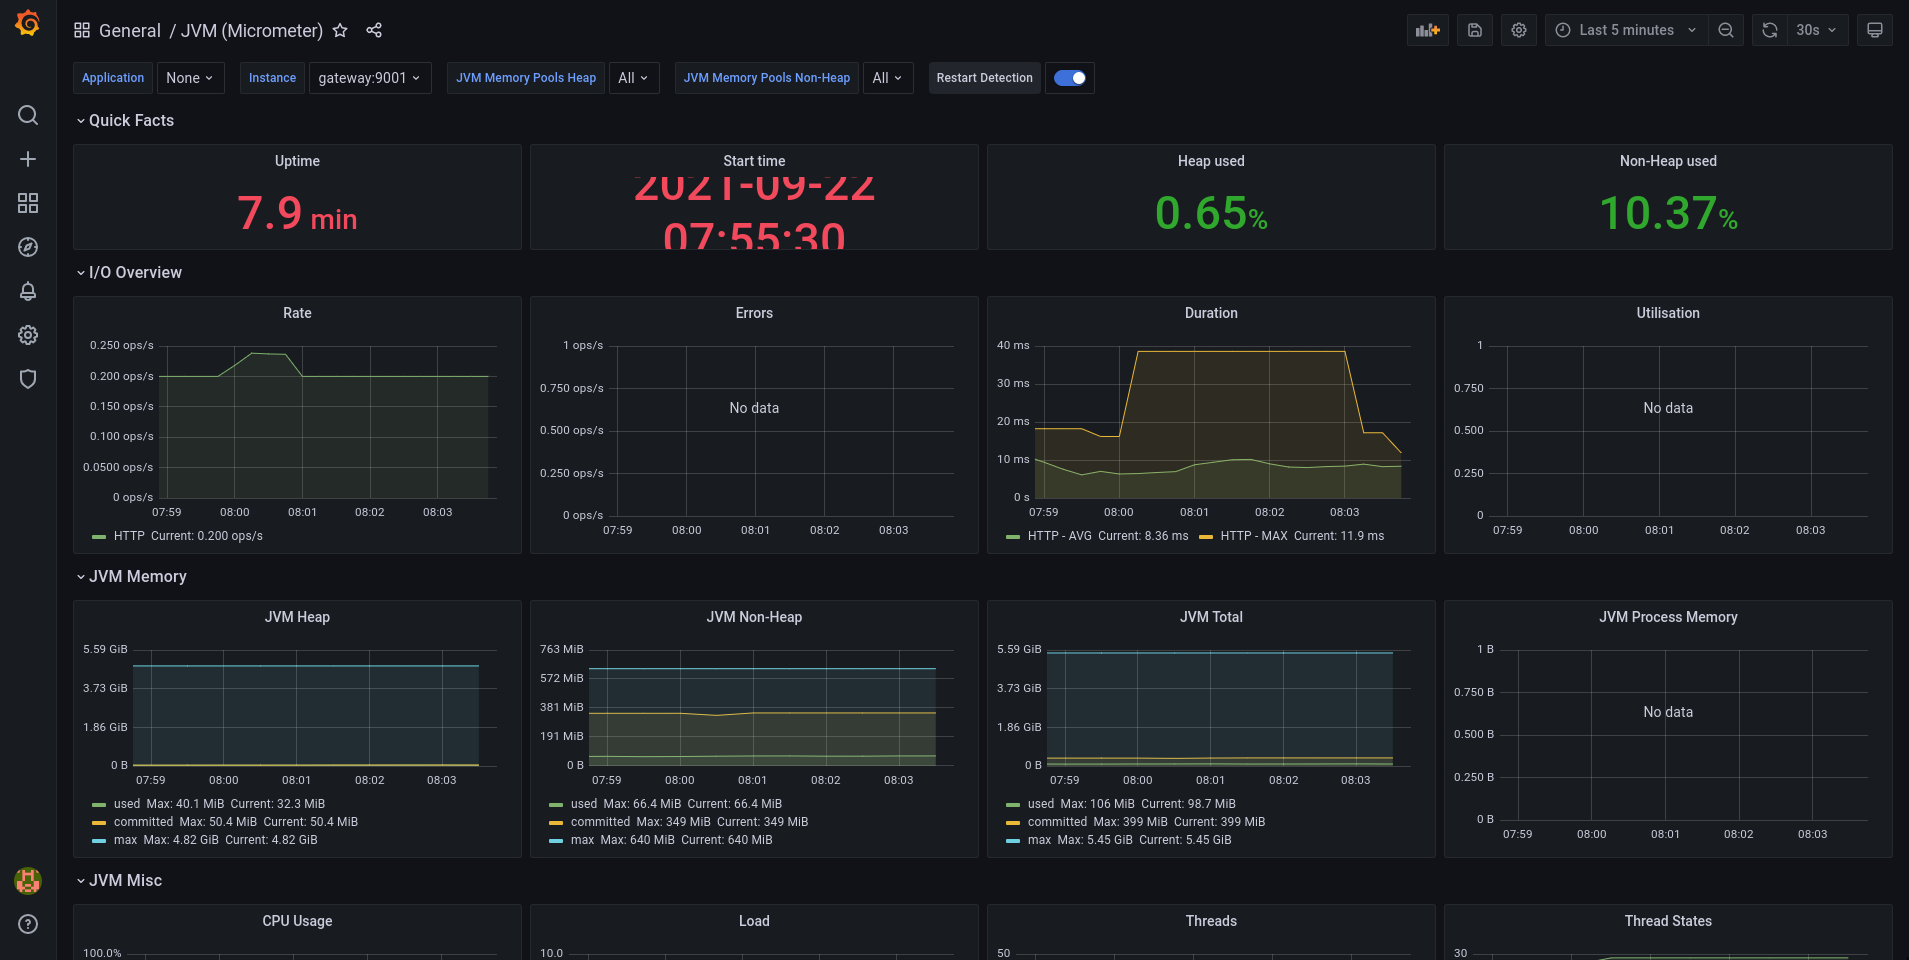 General / JVM (Micrometer)
Last 5 minutes
30s
Application None Instance gateway:9001 JVM Memory Pools Heap All JVM Memory Pools Non-Heap All Restart Detection
Quick Facts
Uptime
7.9 min
Start time
2021-09-22
07:55:30
Heap used
0.65%
Non-Heap used
10.37%
I/O Overview
Rate
0.250 ops/s
0.200 ops/s
0.150 ops/s
0.100 ops/s
0.0500 ops/s
0 ops/s
07:59 08:00 08:01 08:02 08:03
HTTP Current: 0.200 ops/s
Errors
1 ops/s
0.750 ops/s
No data
0.500 ops/s
0.250 ops/s
0 ops/s
07:59 08:00 08:01 08:02 08:03
Duration
40 ms
30 ms
20 ms
10 ms
0 s
07:59 08:00 08:01 08:02 08:03
HTTP - AVG Current: 8.36 ms HTTP - MAX Current: 11.9 ms
Utilisation
1
0.750
No data
0.500
0.250
0
07:59 08:00 08:01 08:02 08:03
JVM Memory
JVM Heap
5.59 GiB
3.73 GiB
1.86 GiB
0 B
07:59 08:00 08:01 08:02 08:03
used Max: 40.1 MiB Current: 32.3 MiB
committed Max: 50.4 MiB Current: 50.4 MiB
max Max: 4.82 GiB Current: 4.82 GiB
JVM Non-Heap
763 MiB
572 MiB
381 MiB
191 MiB
0 B
07:59 08:00 08:01 08:02 08:03
used Max: 66.4 MiB Current: 66.4 MiB
committed Max: 349 MiB Current: 349 MiB
max Max: 640 MiB Current: 640 MiB
JVM Total
5.59 GiB
3.73 GiB
1.86 GiB
0 B
07:59 08:00 08:01 08:02 08:03
used Max: 106 MiB Current: 98.7 MiB
committed Max: 399 MiB Current: 399 MiB
max Max: 5.45 GiB Current: 5.45 GiB
JVM Process Memory
1 B
0.750 B
No data
0.500 B
0.250 B
0 B
07:59 08:00 08:01 08:02 08:03
JVM Misc
CPU Usage
100.0%
Load
10.0
Threads
50
Thread States
30